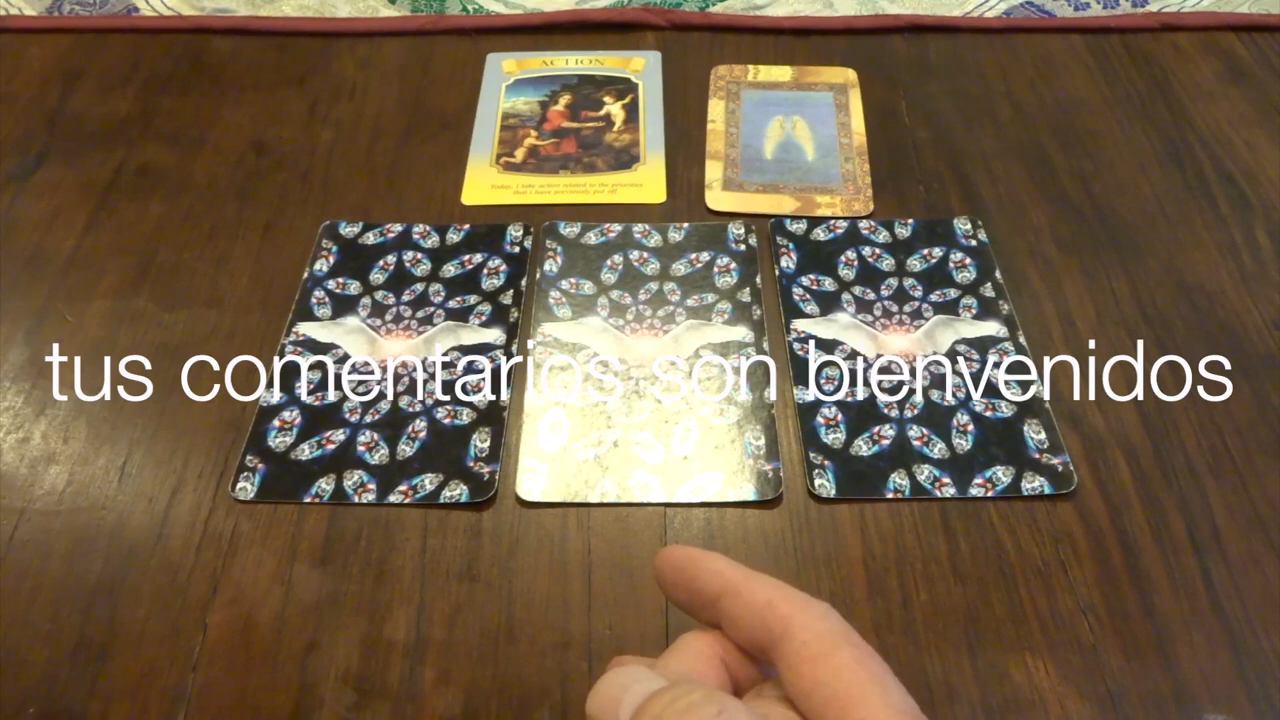 ACTION
Today, I take action related to the priorities
that I have previously put off.
tus comentarios son bienvenidos